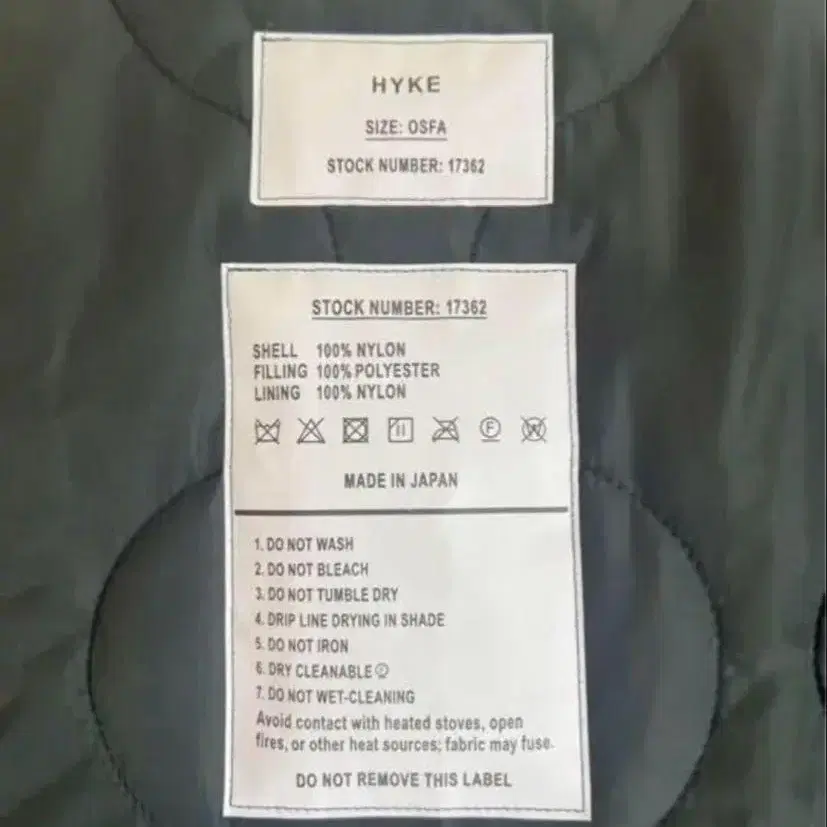 HYKE
SIZE: OSFA
STOCK NUMBER: 17362
STOCK NUMBER: 17362
SHELL 100% NYLON
FILLING 100% POLYESTER
LINING 100% NYLON
F W
MADE IN JAPAN
1. DO NOT WASH
2. DO NOT BLEACH
3. DO NOT TUMBLE DRY
4. DRIP LINE DRYING IN SHADE
5. DO NOT IRON
6. DRY CLEANABLE Ⓕ
7. DO NOT WET-CLEANING
Avoid contact with heated stoves, open
fires, or other heat sources; fabric may fuse.
DO NOT REMOVE THIS LABEL